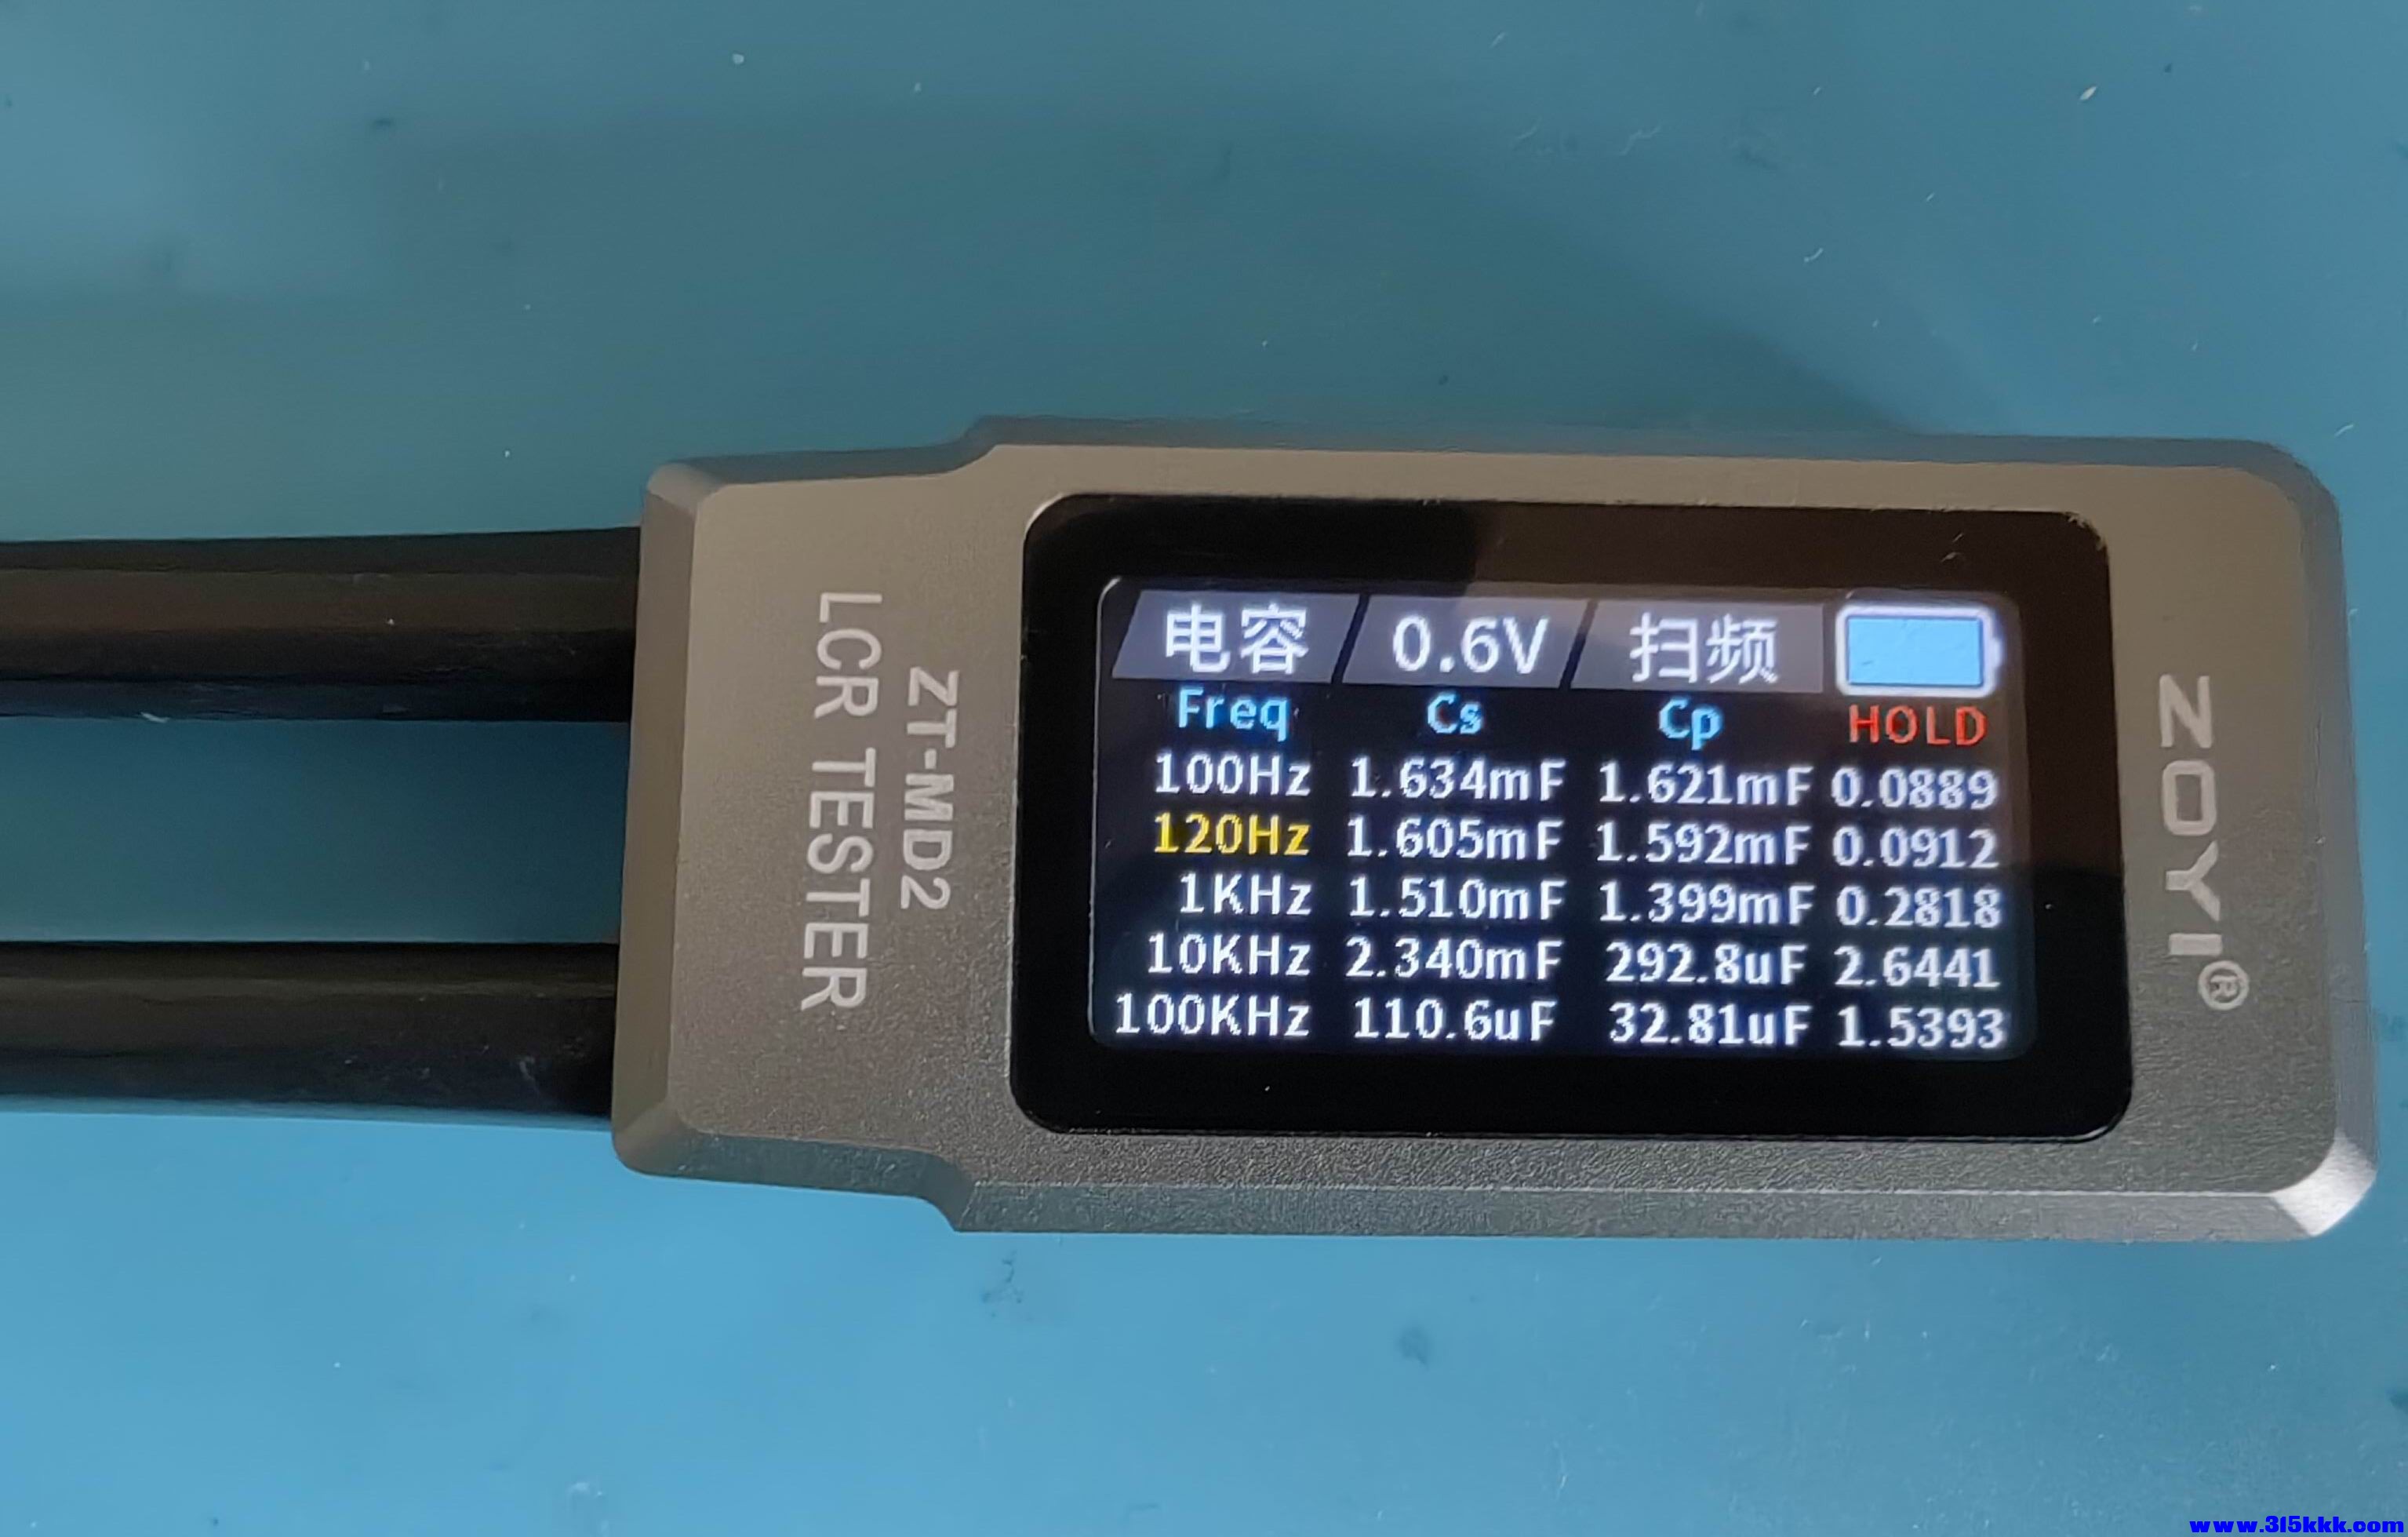 LCR TESTER
ZT-MD2
电容 0.6V 扫频
Freq Cs Cp HOLD
100Hz 1.634mF 1.621mF 0.0889
120Hz 1.605mF 1.592mF 0.0912
1KHz 1.510mF 1.399mF 0.2818
10KHz 2.340mF 292.8uF 2.6441
100KHz 110.6uF 32.81uF 1.5393
ZOYI®
www.315kkk.com